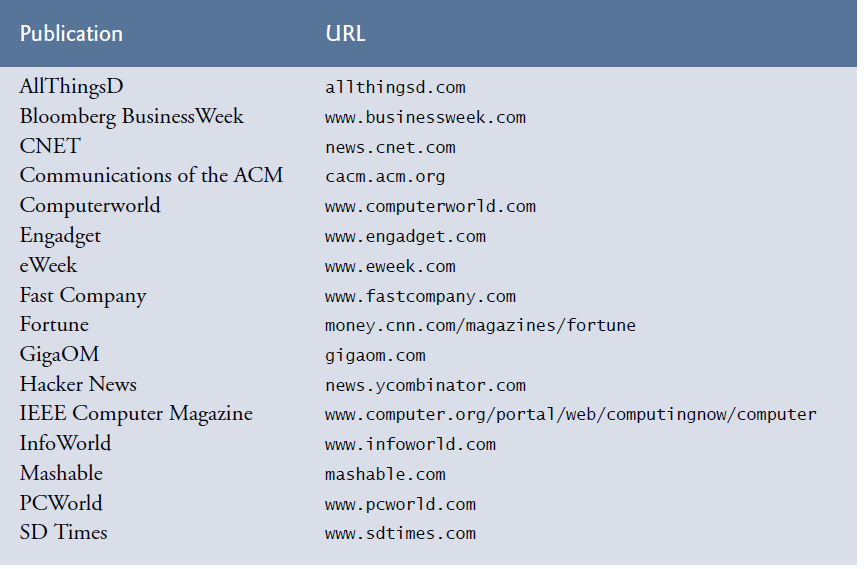 Publication URL
AllThingsD allthingsd.com
Bloomberg BusinessWeek www.businessweek.com
CNET news.cnet.com
Communications of the ACM cacm.acm.org
Computerworld www.computerworld.com
Engadget www.engadget.com
eWeek www.eweek.com
Fast Company www.fastcompany.com
Fortune money.cnn.com/magazines/fortune
GigaOM gigaom.com
Hacker News news.ycombinator.com
IEEE Computer Magazine www.computer.org/portal/web/computingnow/computer
InfoWorld www.infoworld.com
Mashable mashable.com
PCWorld www.pcworld.com
SD Times www.sdtimes.com